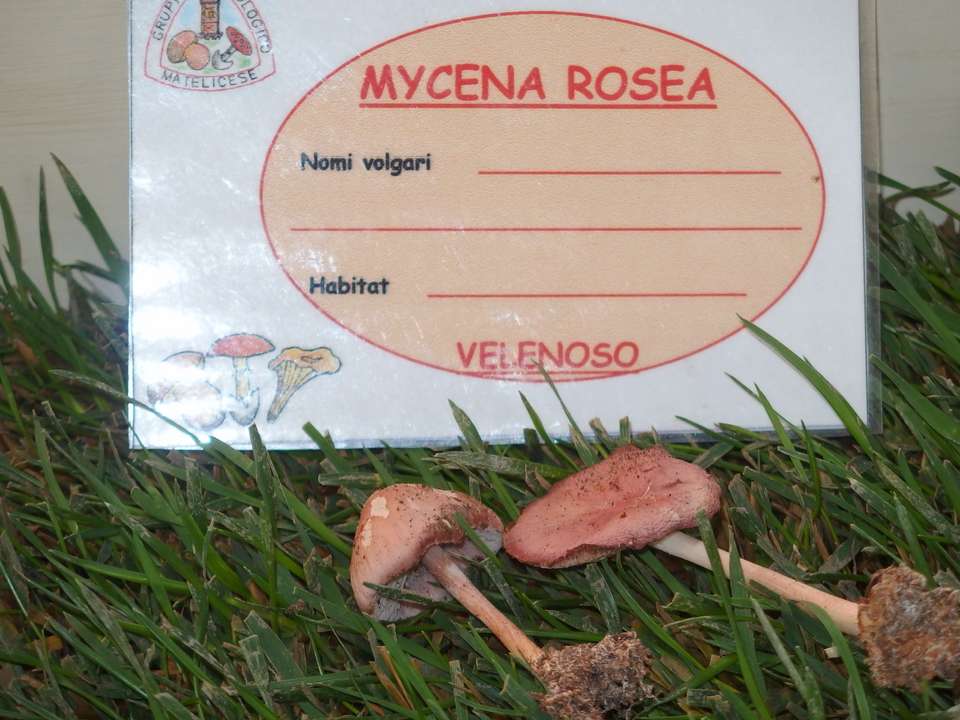 MATELICESE
MYCENA ROSEA
Nomi volgari
Habitat
VELENOSO